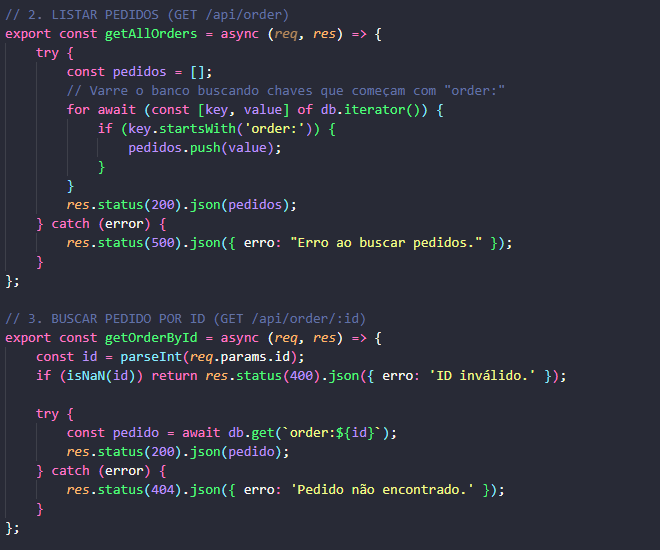 // 2. LISTAR PEDIDOS (GET /api/order)
export const getAllOrders = async (req, res) => {
    try {
        const pedidos = [];
        // Varre o banco buscando chaves que começam com "order:"
        for await (const [key, value] of db.iterator()) {
            if (key.startsWith('order:')) {
                pedidos.push(value);
            }
        }
        res.status(200).json(pedidos);
    } catch (error) {
        res.status(500).json({ erro: "Erro ao buscar pedidos." });
    }
};

// 3. BUSCAR PEDIDO POR ID (GET /api/order/:id)
export const getOrderById = async (req, res) => {
    const id = parseInt(req.params.id);
    if (isNaN(id)) return res.status(400).json({ erro: 'ID inválido.' });

    try {
        const pedido = await db.get(`order:${id}`);
        res.status(200).json(pedido);
    } catch (error) {
        res.status(404).json({ erro: 'Pedido não encontrado.' });
    }
};